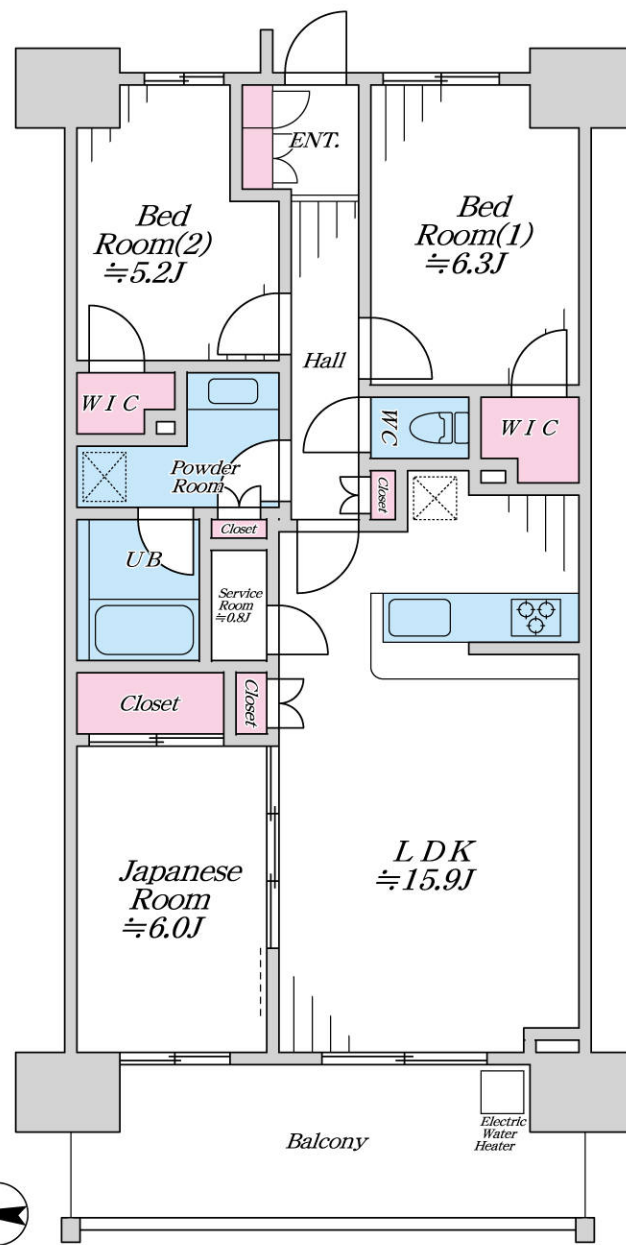 ENT.
Bed
Room(2)
≒5.2J
Bed
Room(1)
≒6.3J
Hall
WIC
WC
WIC
Powder
Room
Closet
Closet
UB
Service
Room
≒0.8J
Closet
Closet
LDK
≒15.9J
Japanese
Room
≒6.0J
Balcony
Electric
Water
Heater